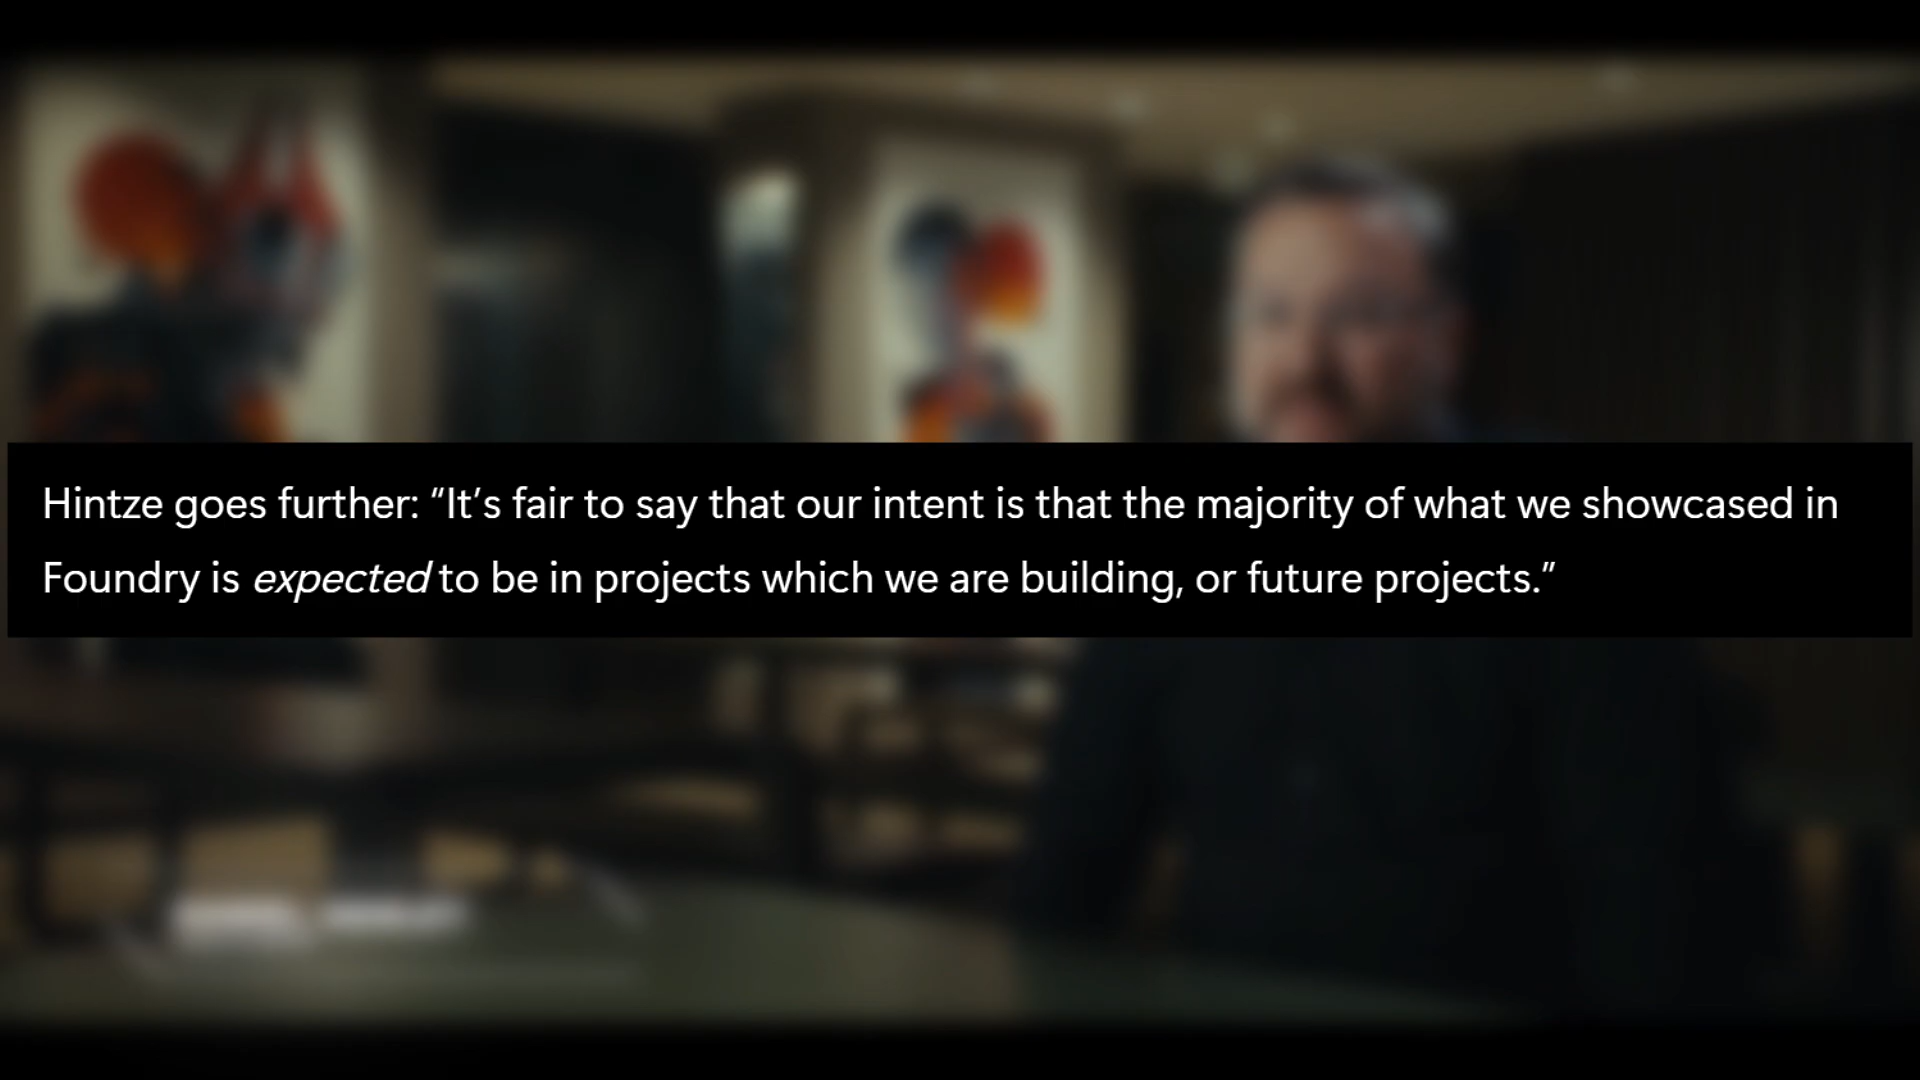 Hintze goes further: “It’s fair to say that our intent is that the majority of what we showcased in
Foundry is expected to be in projects which we are building, or future projects.”